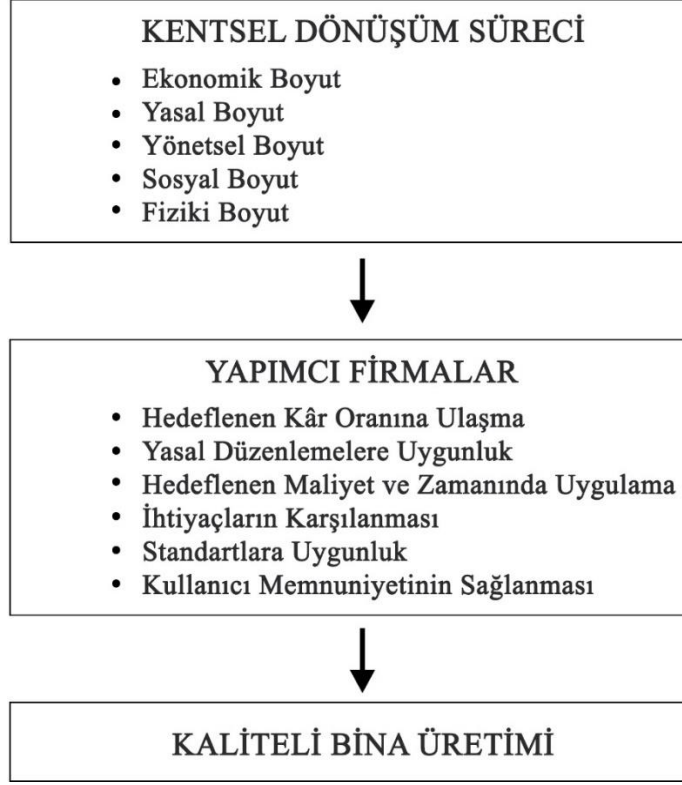 KENTSEL DÖNÜŞÜM SÜRECİ
• Ekonomik Boyut
• Yasal Boyut
• Yönetsel Boyut
• Sosyal Boyut
• Fiziki Boyut
YAPIMCI FİRMALAR
• Hedeflenen Kâr Oranına Ulaşma
• Yasal Düzenlemelere Uygunluk
• Hedeflenen Maliyet ve Zamanında Uygulama
• İhtiyaçların Karşılanması
• Standartlara Uygunluk
• Kullanıcı Memnuniyetinin Sağlanması
KALİTELİ BİNA ÜRETİMİ